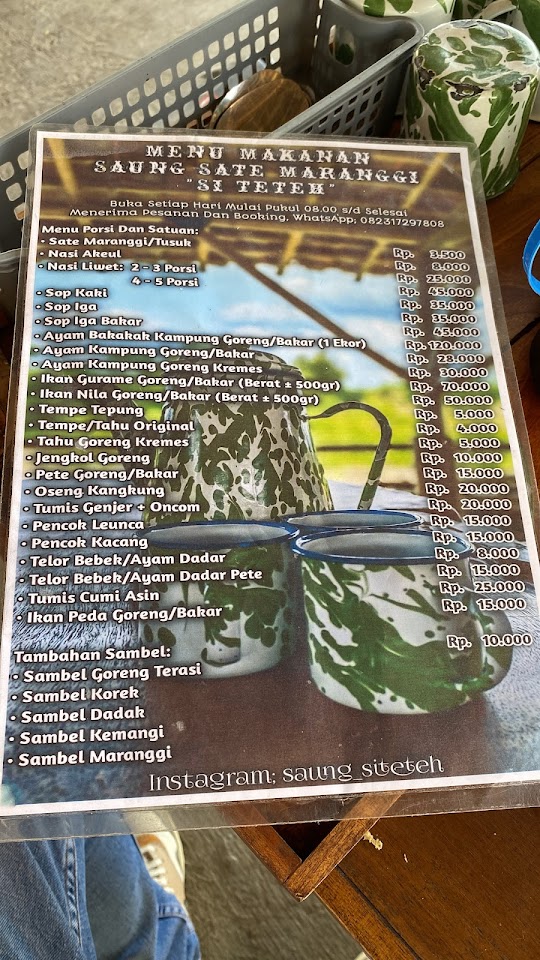 MENU MAKANAN
SAUNG SATE MARANGGI
"SI TETEH"
Buka Setiap Hari Mulai Pukul 08.00 s/d Selesai
Menerima Pesanan Dan Booking, WhatsApp; 082317297808
Menu Porsi Dan Satuan:
• Sate Maranggi/Tusuk Rp. 3.500
• Nasi Akeul Rp. 8.000
• Nasi Liwet: 2 - 3 Porsi Rp. 25.000
4 - 5 Porsi Rp. 45.000
• Sop Kaki Rp. 35.000
• Sop Iga Rp. 35.000
• Sop Iga Bakar Rp. 45.000
• Ayam Bakakak Kampung Goreng/Bakar (1 Ekor) Rp. 120.000
• Ayam Kampung Goreng/Bakar Rp. 28.000
• Ayam Kampung Goreng Kremes Rp. 30.000
• Ikan Gurame Goreng/Bakar (Berat ± 500gr) Rp. 70.000
• Ikan Nila Goreng/Bakar (Berat ± 500gr) Rp. 50.000
• Tempe Tepung Rp. 5.000
• Tempe/Tahu Original Rp. 4.000
• Tahu Goreng Kremes Rp. 5.000
• Jengkol Goreng Rp. 10.000
• Pete Goreng/Bakar Rp. 15.000
• Oseng Kangkung Rp. 20.000
• Tumis Genjer + Oncom Rp. 20.000
• Pencok Leunca Rp. 15.000
• Pencok Kacang Rp. 15.000
• Telor Bebek/Ayam Dadar Rp. 8.000
• Telor Bebek/Ayam Dadar Pete Rp. 15.000
• Tumis Cumi Asin Rp. 25.000
• Ikan Peda Goreng/Bakar Rp. 15.000
Tambahan Sambel: Rp. 10.000
• Sambel Goreng Terasi
• Sambel Korek
• Sambel Dadak
• Sambel Kemangi
• Sambel Maranggi
Instagram; saung_siteteh